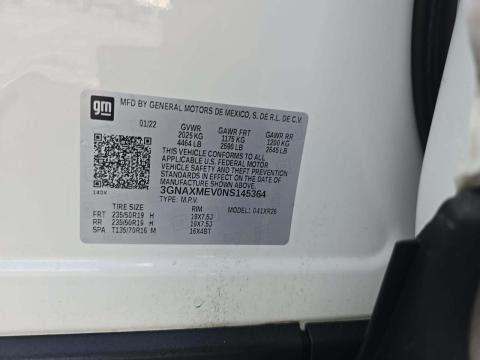 gm
MFD BY GENERAL MOTORS DE MEXICO, S. DE R.L. DE C.V.
01/22 GVWR GAWR FRT GAWR RR
2025 KG 1175 KG 1200 KG
4464 LB 2590 LB 2645 LB
THIS VEHICLE CONFORMS TO ALL
APPLICABLE U.S. FEDERAL MOTOR
VEHICLE SAFETY AND THEFT
PREVENTION STANDARDS IN EFFECT
ON THE DATE OF MANUFACTURE
SHOWN ABOVE.
3GNAXMEV0NS145364
TYPE: M.P.V. MODEL: 041XR26
TIRE SIZE RIM
FRT 235/50R19 H 19X7.5J
RR 235/50R19 H 19X7.5J
SPA T135/70R16 M 16X4BT